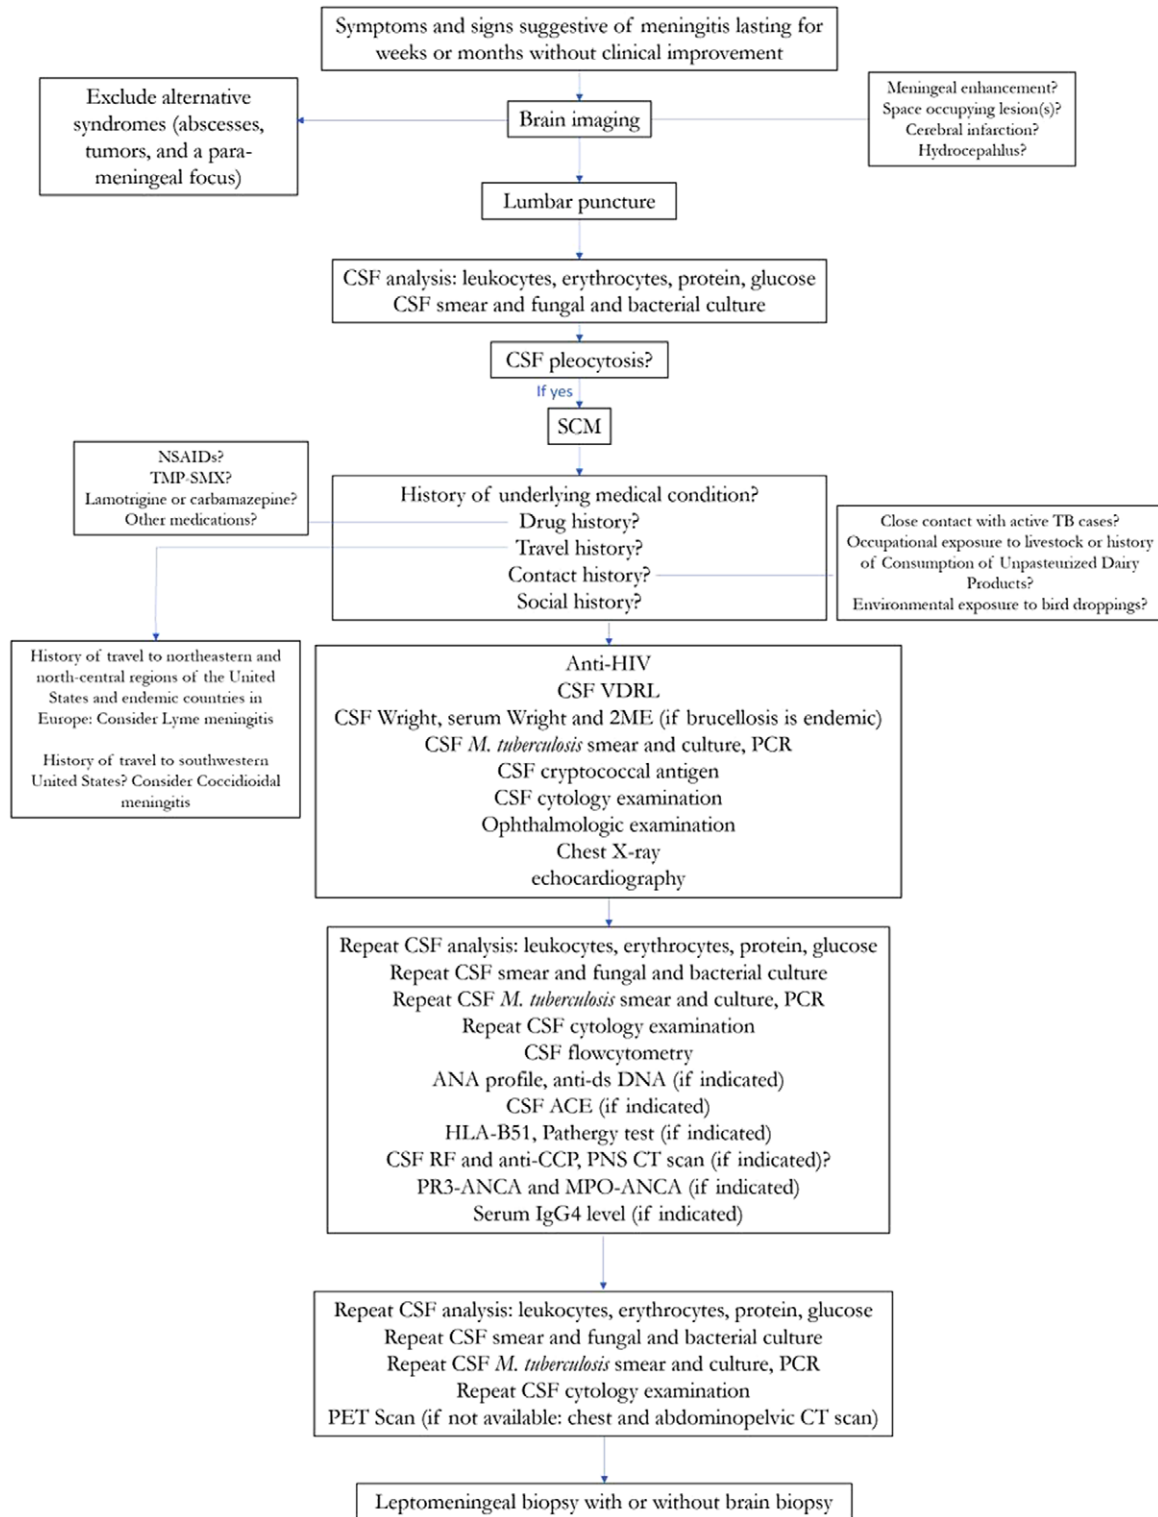 Symptoms and signs suggestive of meningitis lasting for
weeks or months without clinical improvement
Exclude alternative
syndromes (abscesses,
tumors, and a para-
meningeal focus)
Brain imaging
Meningeal enhancement?
Space occupying lesion(s)?
Cerebral infarction?
Hydrocepahlus?
Lumbar puncture
CSF analysis: leukocytes, erythrocytes, protein, glucose
CSF smear and fungal and bacterial culture
CSF pleocytosis?
If yes
SCM
NSAIDs?
TMP-SMX?
Lamotrigine or carbamazepine?
Other medications?
History of underlying medical condition?
Drug history?
Travel history?
Contact history?
Social history?
Close contact with active TB cases?
Occupational exposure to livestock or history
of Consumption of Unpasteurized Dairy
Products?
Environmental exposure to bird droppings?
History of travel to northeastern and
north-central regions of the United
States and endemic countries in
Europe: Consider Lyme meningitis
History of travel to southwestern
United States? Consider Coccidioidal
meningitis
Anti-HIV
CSF VDRL
CSF Wright, serum Wright and 2ME (if brucellosis is endemic)
CSF M. tuberculosis smear and culture, PCR
CSF cryptococcal antigen
CSF cytology examination
Ophthalmologic examination
Chest X-ray
echocardiography
Repeat CSF analysis: leukocytes, erythrocytes, protein, glucose
Repeat CSF smear and fungal and bacterial culture
Repeat CSF M. tuberculosis smear and culture, PCR
Repeat CSF cytology examination
CSF flowcytometry
ANA profile, anti-ds DNA (if indicated)
CSF ACE (if indicated)
HLA-B51, Pathergy test (if indicated)
CSF RF and anti-CCP, PNS CT scan (if indicated)?
PR3-ANCA and MPO-ANCA (if indicated)
Serum IgG4 level (if indicated)
Repeat CSF analysis: leukocytes, erythrocytes, protein, glucose
Repeat CSF smear and fungal and bacterial culture
Repeat CSF M. tuberculosis smear and culture, PCR
Repeat CSF cytology examination
PET Scan (if not available: chest and abdominopelvic CT scan)
Leptomeningeal biopsy with or without brain biopsy